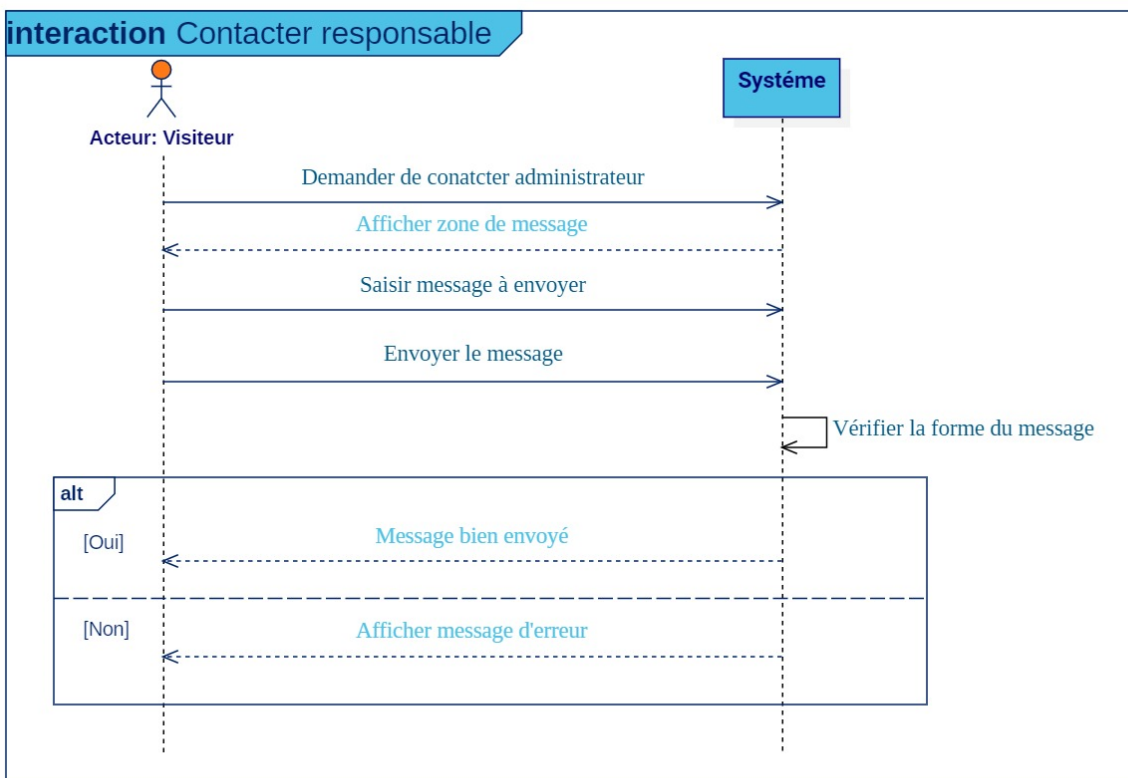 interaction Contacter responsable
Systéme
Acteur: Visiteur
Demander de conatcter administrateur
Afficher zone de message
Saisir message à envoyer
Envoyer le message
Vérifier la forme du message
alt
[Oui]
Message bien envoyé
[Non]
Afficher message d'erreur